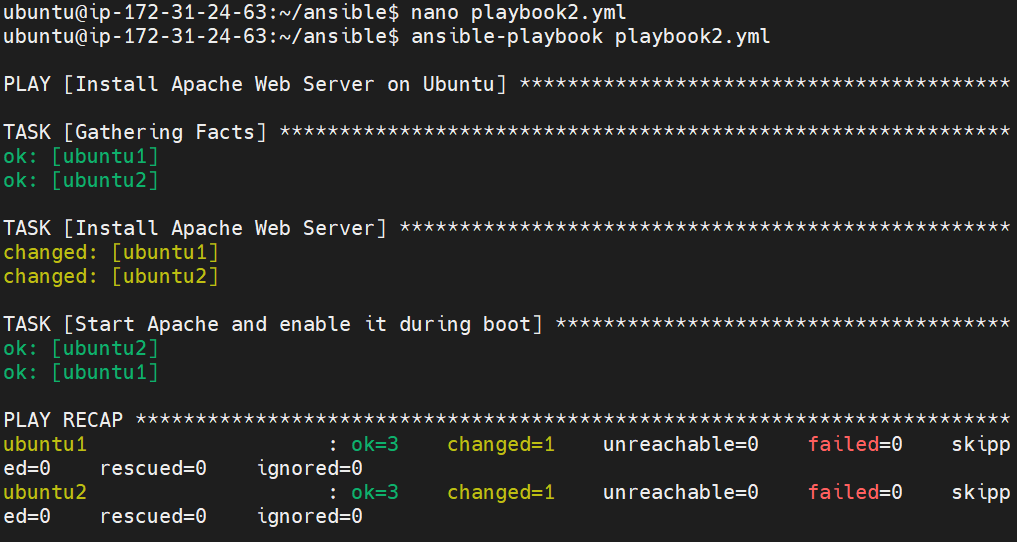 ubuntu@ip-172-31-24-63:~/ansible$ nano playbook2.yml
ubuntu@ip-172-31-24-63:~/ansible$ ansible-playbook playbook2.yml
PLAY [Install Apache Web Server on Ubuntu] *****************************************
TASK [Gathering Facts] *************************************************************
ok: [ubuntu1]
ok: [ubuntu2]
TASK [Install Apache Web Server] ***************************************************
changed: [ubuntu1]
changed: [ubuntu2]
TASK [Start Apache and enable it during boot] **************************************
ok: [ubuntu2]
ok: [ubuntu1]
PLAY RECAP *************************************************************************
ubuntu1                    : ok=3    changed=1    unreachable=0    failed=0    skipp
ed=0    rescued=0    ignored=0
ubuntu2                    : ok=3    changed=1    unreachable=0    failed=0    skipp
ed=0    rescued=0    ignored=0